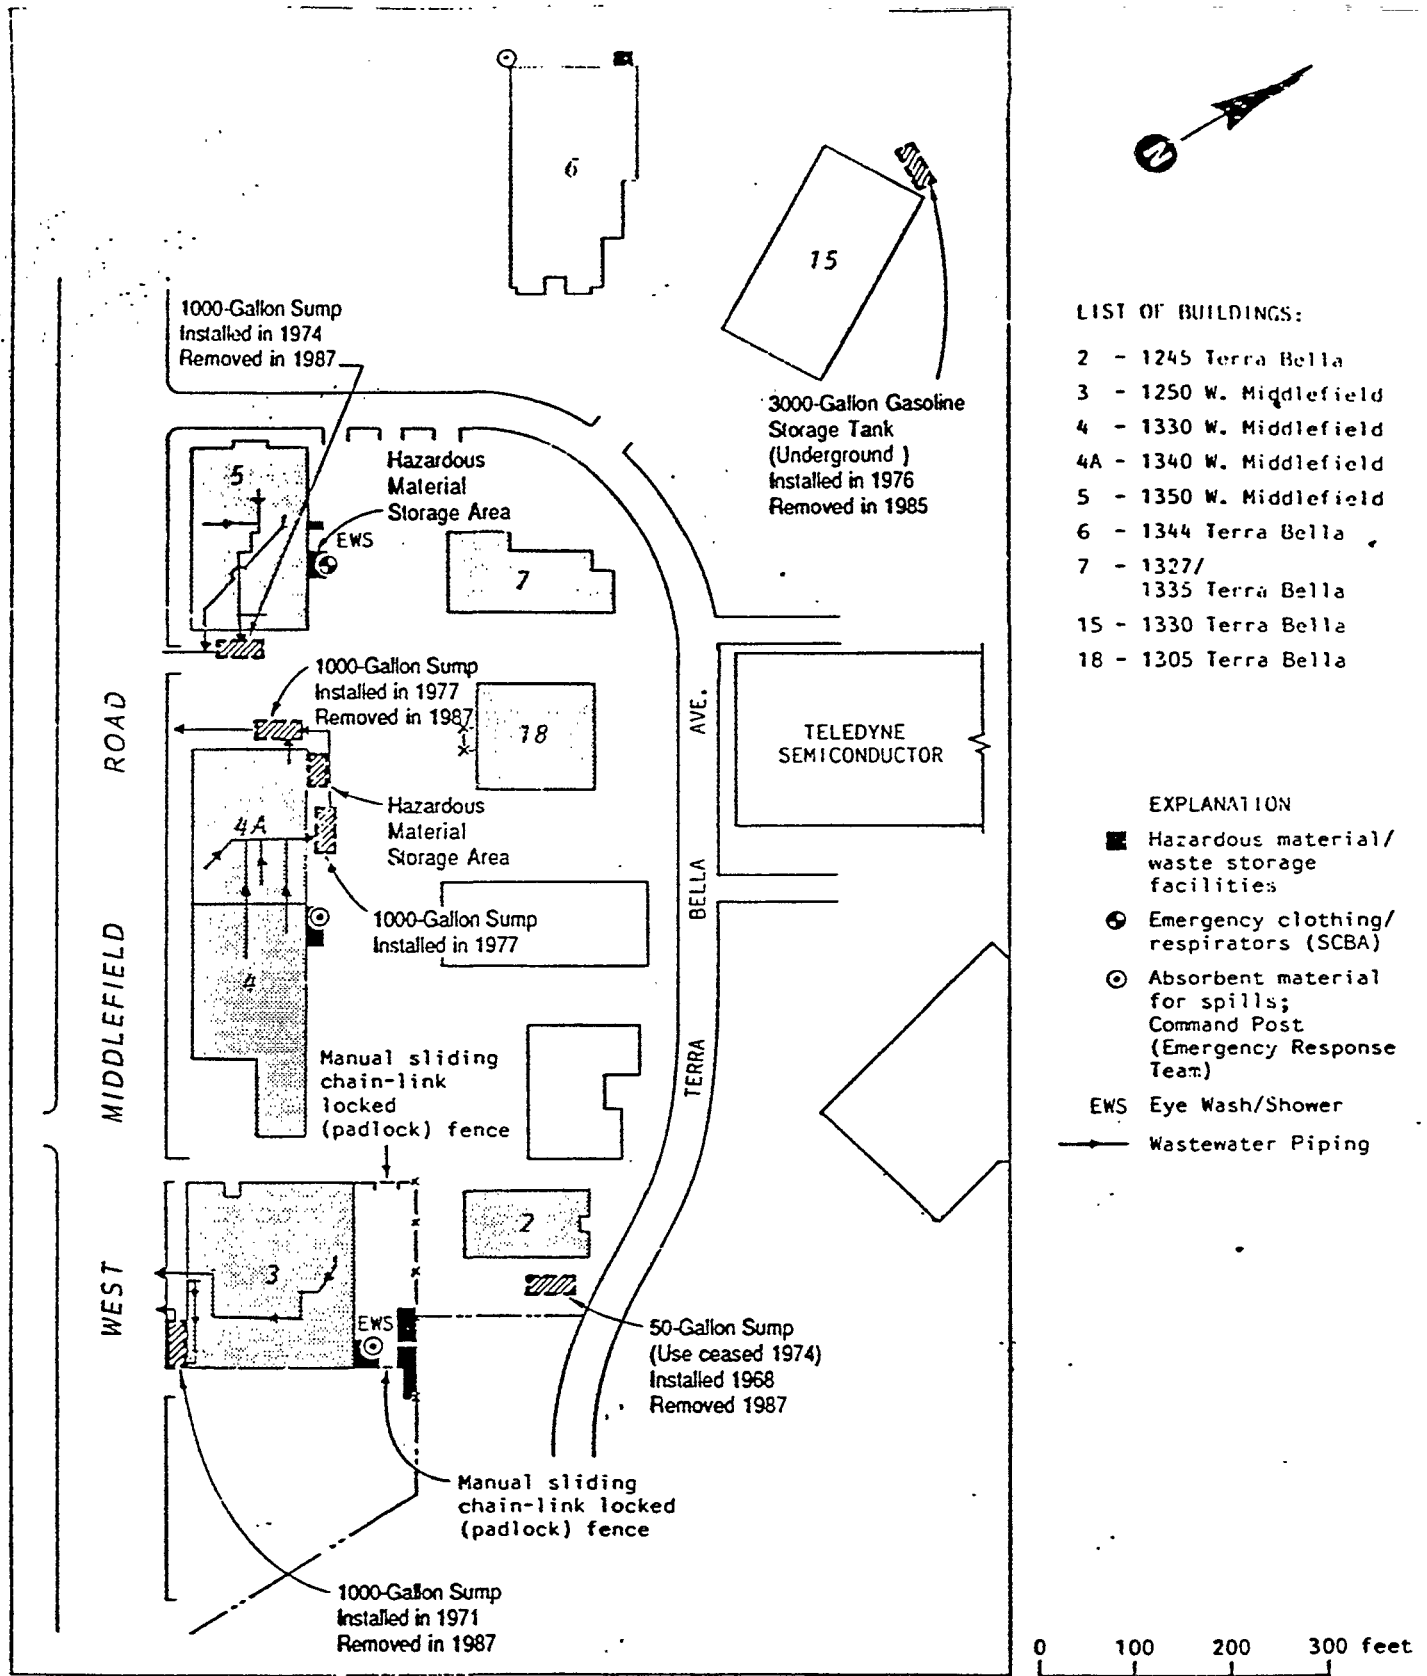 6
15
N
1000-Gallon Sump
Installed in 1974
Removed in 1987
3000-Gallon Gasoline
Storage Tank
(Underground )
Installed in 1976
Removed in 1985
LIST OF BUILDINGS:
2 - 1245 Terra Bella
3 - 1250 W. Middlefield
4 - 1330 W. Middlefield
4A - 1340 W. Middlefield
5 - 1350 W. Middlefield
6 - 1344 Terra Bella
7 - 1327/
1335 Terra Bella
15 - 1330 Terra Bella
18 - 1305 Terra Bella
5
Hazardous
Material
Storage Area
EWS
7
1000-Gallon Sump
Installed in 1977
Removed in 1987
18
TELEDYNE
SEMICONDUCTOR
4A
Hazardous
Material
Storage Area
1000-Gallon Sump
Installed in 1977
4
WEST MIDDLEFIELD ROAD
TERRA BELLA AVE.
Manual sliding
chain-link
locked
(padlock) fence
3
2
EWS
50-Gallon Sump
(Use ceased 1974)
Installed 1968
Removed 1987
Manual sliding
chain-link locked
(padlock) fence
1000-Gallon Sump
Installed in 1971
Removed in 1987
EXPLANATION
Hazardous material/
waste storage
facilities
Emergency clothing/
respirators (SCBA)
Absorbent material
for spills;
Command Post
(Emergency Response
Team)
EWS Eye Wash/Shower
Wastewater Piping
0 100 200 300 feet